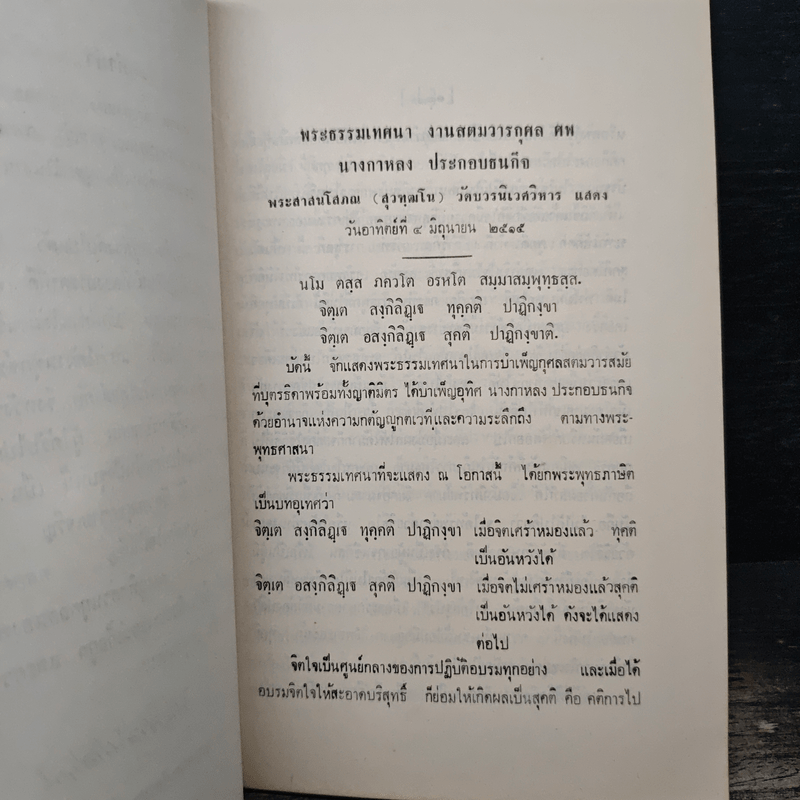 พระธรรมเทศนา งานสตมวารกุศล ศพ
นางกาหลง ประกอบธนกิจ
พระสาสนโสภณ (สุวฑฺฒโน) วัดบวรนิเวศวิหาร แสดง
วันอาทิตย์ที่ ๔ มิถุนายน ๒๕๑๕
นโม ตสฺส ภควโต อรหโต สมฺมาสมฺพุทฺธสฺส.
จิตฺเต สงฺกิลิฏฺเฐ ทุคฺคติ ปาฏิกงฺขา
จิตฺเต อสงฺกิลิฏฺเฐ สุคติ ปาฏิกงฺขาติ.
บัดนี้ จักแสดงพระธรรมเทศนาในการบำเพ็ญกุศลสตมวารสมัย
ที่บุตรธิดาพร้อมทั้งญาติมิตร ได้บำเพ็ญอุทิศ นางกาหลง ประกอบธนกิจ
ด้วยอำนาจแห่งความกตัญญูกตเวทีและความระลึกถึง ตามทางพระ-
พุทธศาสนา
พระธรรมเทศนาที่จะแสดง ณ โอกาสนี้ ได้ยกพระพุทธภาษิต
เป็นบทอุเทศว่า
จิตฺเต สงฺกิลิฏฺเฐ ทุคฺคติ ปาฏิกงฺขา เมื่อจิตเศร้าหมองแล้ว ทุคติ
เป็นอันหวังได้
จิตฺเต อสงฺกิลิฏฺเฐ สุคติ ปาฏิกงฺขา เมื่อจิตไม่เศร้าหมองแล้วสุคติ
เป็นอันหวังได้ ดังจะได้แสดง
ต่อไป
จิตใจเป็นศูนย์กลางของการปฏิบัติอบรมทุกอย่าง และเมื่อได้
อบรมจิตใจให้สะอาดบริสุทธิ์ ก็ย่อมให้เกิดผลเป็นสุคติ คือ คติการไป